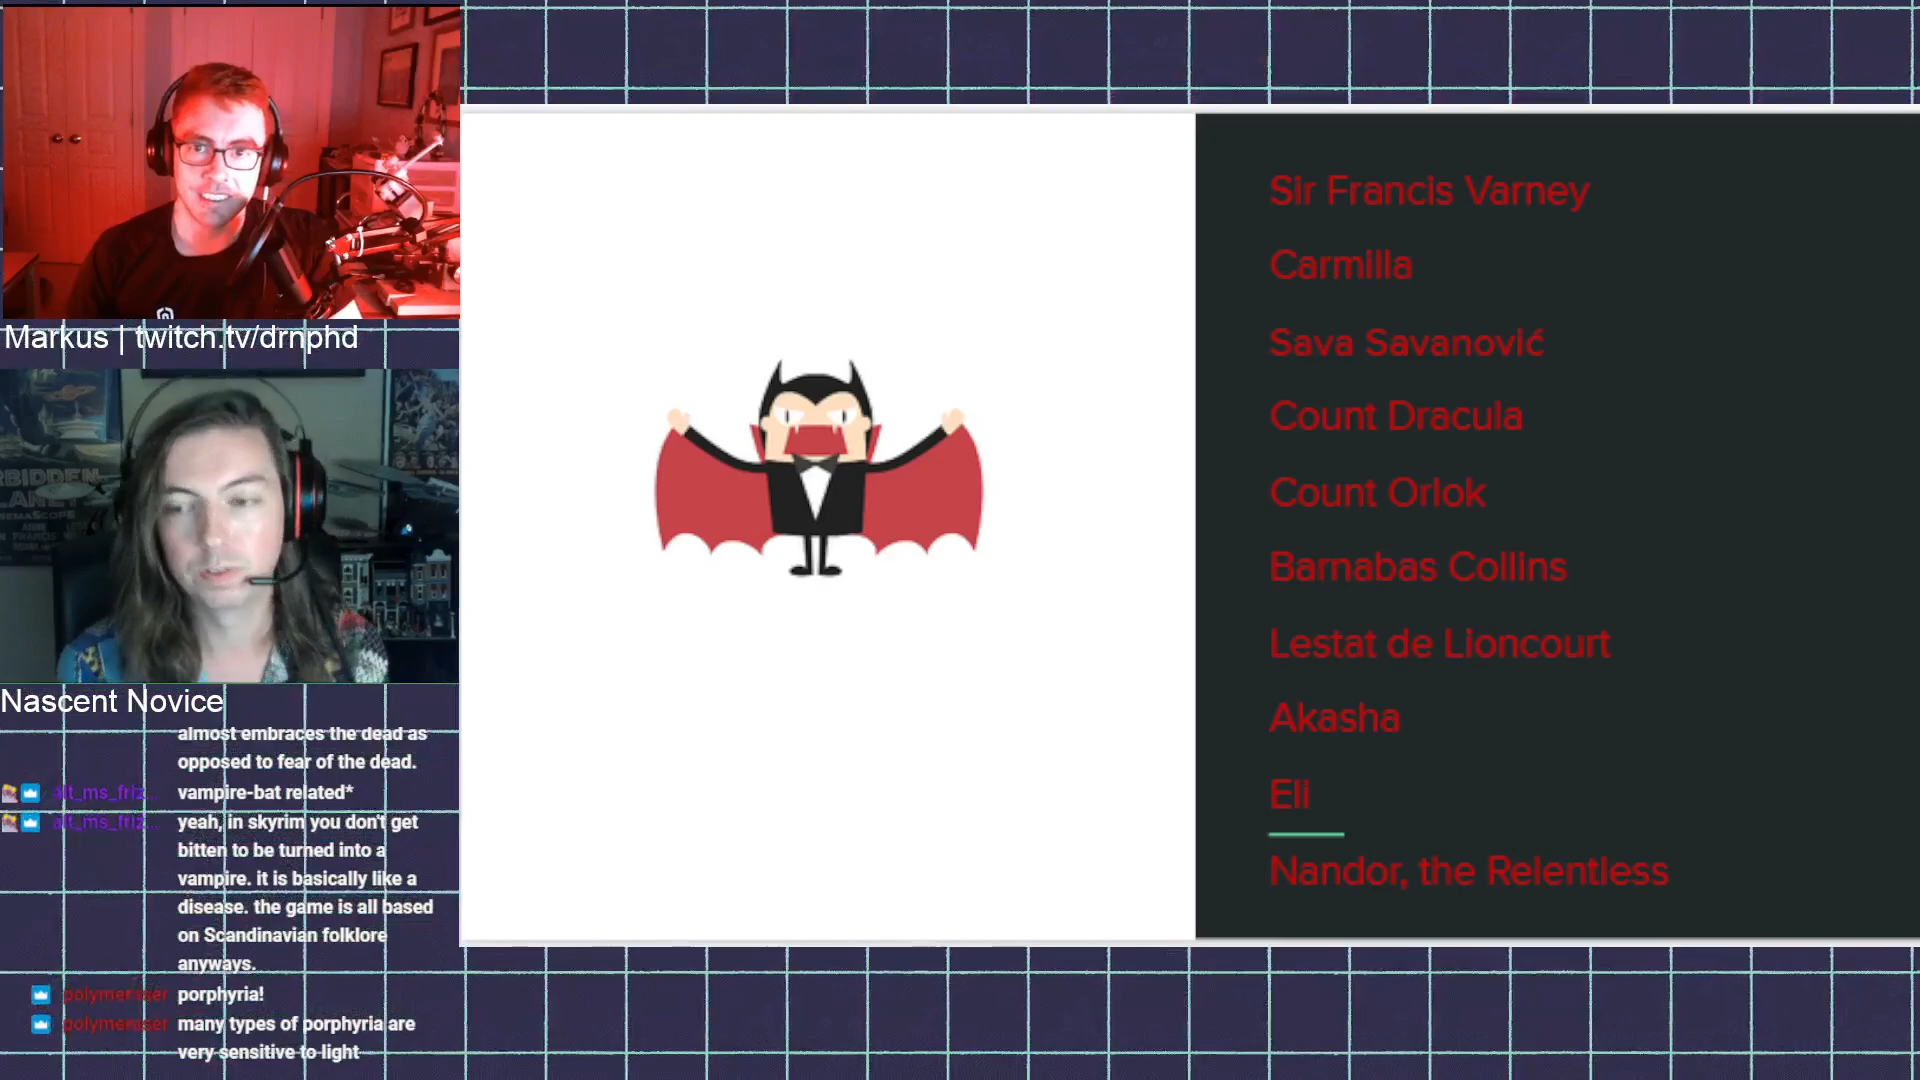 Markus | twitch.tv/drnphd
Nascent Novice
almost embraces the dead as
opposed to fear of the dead.
alt_ms_friz... vampire-bat related*
alt_ms_friz... yeah, in skyrim you don't get
bitten to be turned into a
vampire. it is basically like a
disease. the game is all based
on Scandinavian folklore
anyways.
porphyria!
many types of porphyria are
very sensitive to light
Sir Francis Varney
Carmilla
Sava Savanović
Count Dracula
Count Orlok
Barnabas Collins
Lestat de Lioncourt
Akasha
Eli
Nandor, the Relentless